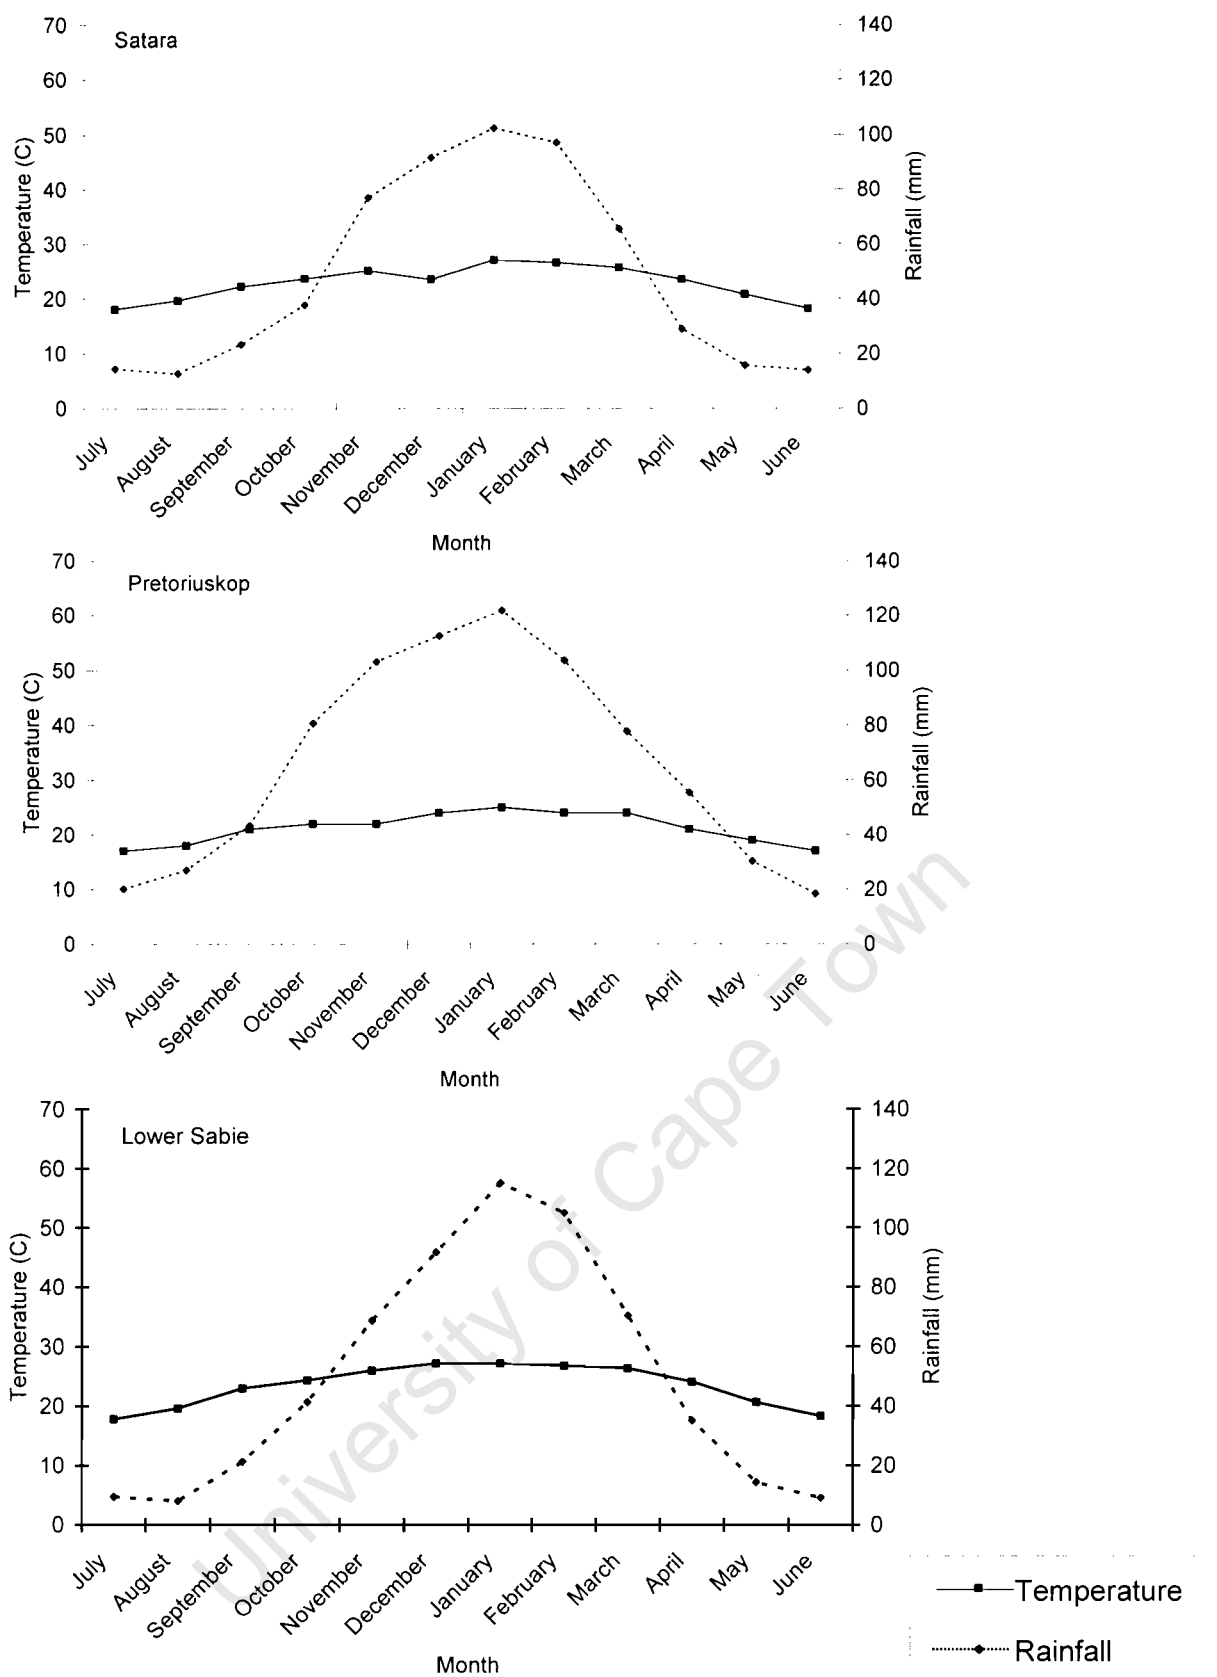 Satara
Temperature (C)
70
60
50
40
30
20
10
0
Rainfall (mm)
140
120
100
80
60
40
20
0
July
August
September
October
November
December
January
February
March
April
May
June
Month
Pretoriuskop
Temperature (C)
70
60
50
40
30
20
10
0
Rainfall (mm)
140
120
100
80
60
40
20
0
July
August
September
October
November
December
January
February
March
April
May
June
Month
Lower Sabie
Temperature (C)
70
60
50
40
30
20
10
0
Rainfall (mm)
140
120
100
80
60
40
20
0
July
August
September
October
November
December
January
February
March
April
May
June
Month
Temperature
Rainfall
University of Cape Town